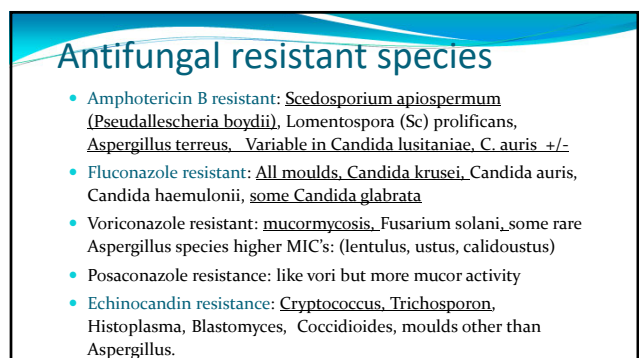 Antifungal resistant species
• Amphotericin B resistant: Scedosporium apiospermum
(Pseudallescheria boydii), Lomentospora (Sc) prolificans,
Aspergillus terreus, Variable in Candida lusitaniae, C. auris +/-
• Fluconazole resistant: All moulds, Candida krusei, Candida auris,
Candida haemulonii, some Candida glabrata
• Voriconazole resistant: mucormycosis, Fusarium solani, some rare
Aspergillus species higher MIC's: (lentulus, ustus, calidoustus)
• Posaconazole resistance: like vori but more mucor activity
• Echinocandin resistance: Cryptococcus, Trichosporon,
Histoplasma, Blastomyces, Coccidioides, moulds other than
Aspergillus.